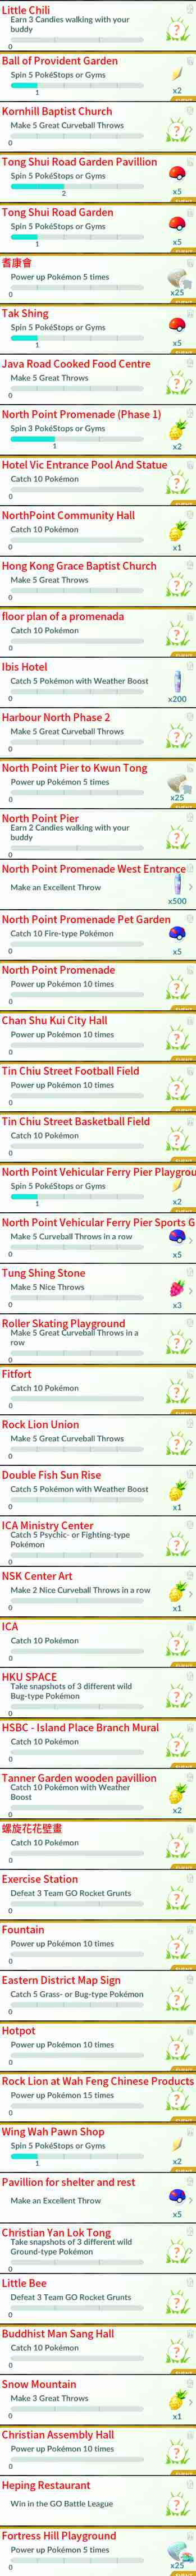 Little Chili
Earn 3 Candies walking with your
buddy
0
Ball of Provident Garden
Spin 5 PokéStops or Gyms
1
x2
Kornhill Baptist Church
Make 5 Great Curveball Throws
0
Tong Shui Road Garden Pavillion
Spin 5 PokéStops or Gyms
2
x5
Tong Shui Road Garden
Spin 5 PokéStops or Gyms
1
x5
耆康會
Power up Pokémon 5 times
0
x25
Tak Shing
Spin 5 PokéStops or Gyms
1
x5
Java Road Cooked Food Centre
Make 5 Great Throws
0
North Point Promenade (Phase 1)
Spin 3 PokéStops or Gyms
1
x2
Hotel Vic Entrance Pool And Statue
Catch 10 Pokémon
0
NorthPoint Community Hall
Catch 10 Pokémon
0
x1
Hong Kong Grace Baptist Church
Make 5 Great Throws
0
floor plan of a promenada
Catch 10 Pokémon
0
Ibis Hotel
Catch 5 Pokémon with Weather Boost
0
x200
Harbour North Phase 2
Make 5 Great Curveball Throws
0
North Point Pier to Kwun Tong
Power up Pokémon 5 times
0
x25
North Point Pier
Earn 2 Candies walking with your
buddy
0
North Point Promenade West Entrance
Make an Excellent Throw
x500
North Point Promenade Pet Garden
Catch 10 Fire-type Pokémon
0
x5
North Point Promenade
Power up Pokémon 10 times
0
Chan Shu Kui City Hall
Power up Pokémon 10 times
0
Tin Chiu Street Football Field
Power up Pokémon 10 times
0
Tin Chiu Street Basketball Field
Catch 10 Pokémon
0
North Point Vehicular Ferry Pier Playgrou
Spin 5 PokéStops or Gyms
1
x2
North Point Vehicular Ferry Pier Sports G
Make 5 Curveball Throws in a row
0
x5
Tung Shing Stone
Make 5 Nice Throws
0
x3
Roller Skating Playground
Make 5 Great Curveball Throws in a
row
0
Fitfort
Catch 10 Pokémon
0
Rock Lion Union
Make 5 Great Curveball Throws
0
Double Fish Sun Rise
Catch 5 Pokémon with Weather Boost
0
x1
ICA Ministry Center
Catch 5 Psychic- or Fighting-type
Pokémon
0
NSK Center Art
Make 2 Nice Curveball Throws in a row
0
x1
ICA
Catch 10 Pokémon
0
HKU SPACE
Take snapshots of 3 different wild
Bug-type Pokémon
0
HSBC - Island Place Branch Mural
Catch 10 Pokémon
0
Tanner Garden wooden pavillion
Catch 10 Pokémon with Weather
Boost
0
x2
螺旋花花壁畫
Catch 10 Pokémon
0
Exercise Station
Defeat 3 Team GO Rocket Grunts
0
Fountain
Power up Pokémon 10 times
0
Eastern District Map Sign
Catch 5 Grass- or Bug-type Pokémon
0
Hotpot
Power up Pokémon 10 times
0
Rock Lion at Wah Feng Chinese Products
Power up Pokémon 15 times
0
Wing Wah Pawn Shop
Spin 5 PokéStops or Gyms
1
x2
Pavillion for shelter and rest
Make an Excellent Throw
x5
Christian Yan Lok Tong
Take snapshots of 3 different wild
Ground-type Pokémon
0
Little Bee
Defeat 3 Team GO Rocket Grunts
0
Buddhist Man Sang Hall
Catch 10 Pokémon
0
Snow Mountain
Make 3 Great Throws
0
x1
Christian Assembly Hall
Power up Pokémon 10 times
0
Heping Restaurant
Win in the GO Battle League
Fortress Hill Playground
Power up Pokémon 5 times
0
x25